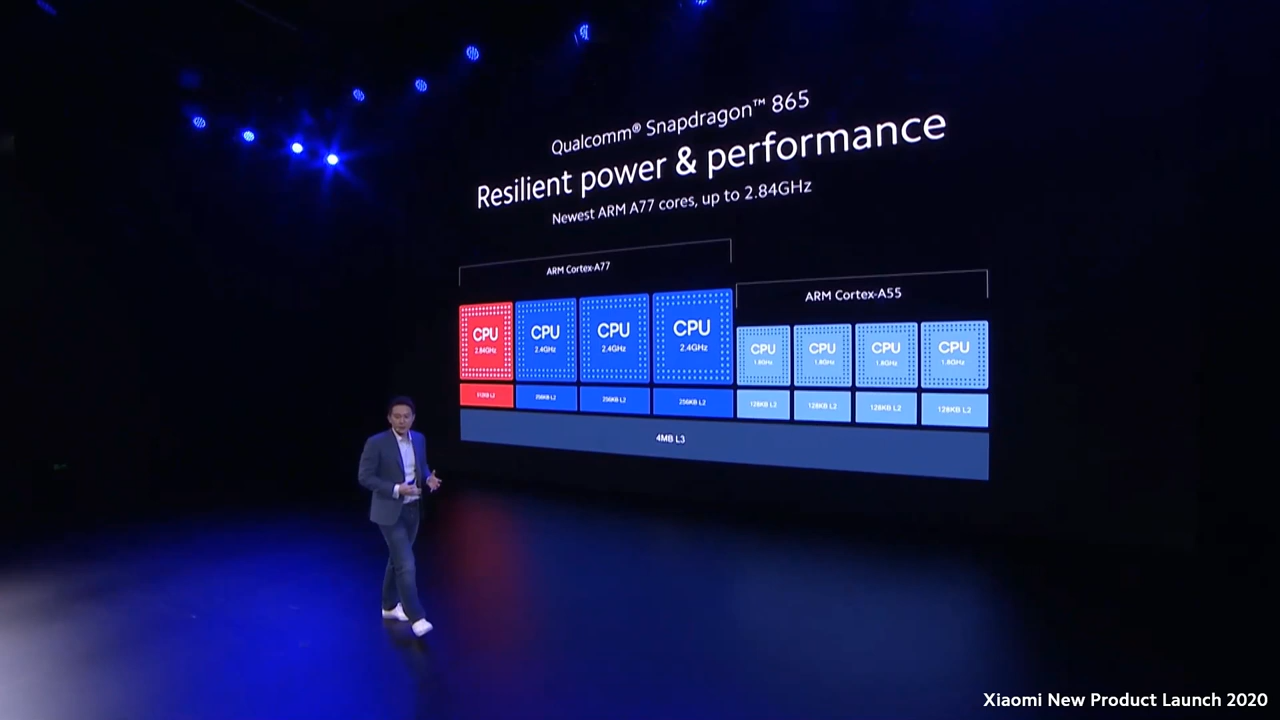 Qualcomm® Snapdragon™ 865
Resilient power & performance
Newest ARM A77 cores, up to 2.84GHz
ARM Cortex-A77
ARM Cortex-A55
CPU CPU CPU CPU CPU CPU CPU CPU
2.84GHz 2.4GHz 2.4GHz 2.4GHz 1.8GHz 1.8GHz 1.8GHz 1.8GHz
512KB L2 256KB L2 256KB L2 256KB L2 128KB L2 128KB L2 128KB L2 128KB L2
4MB L3
Xiaomi New Product Launch 2020